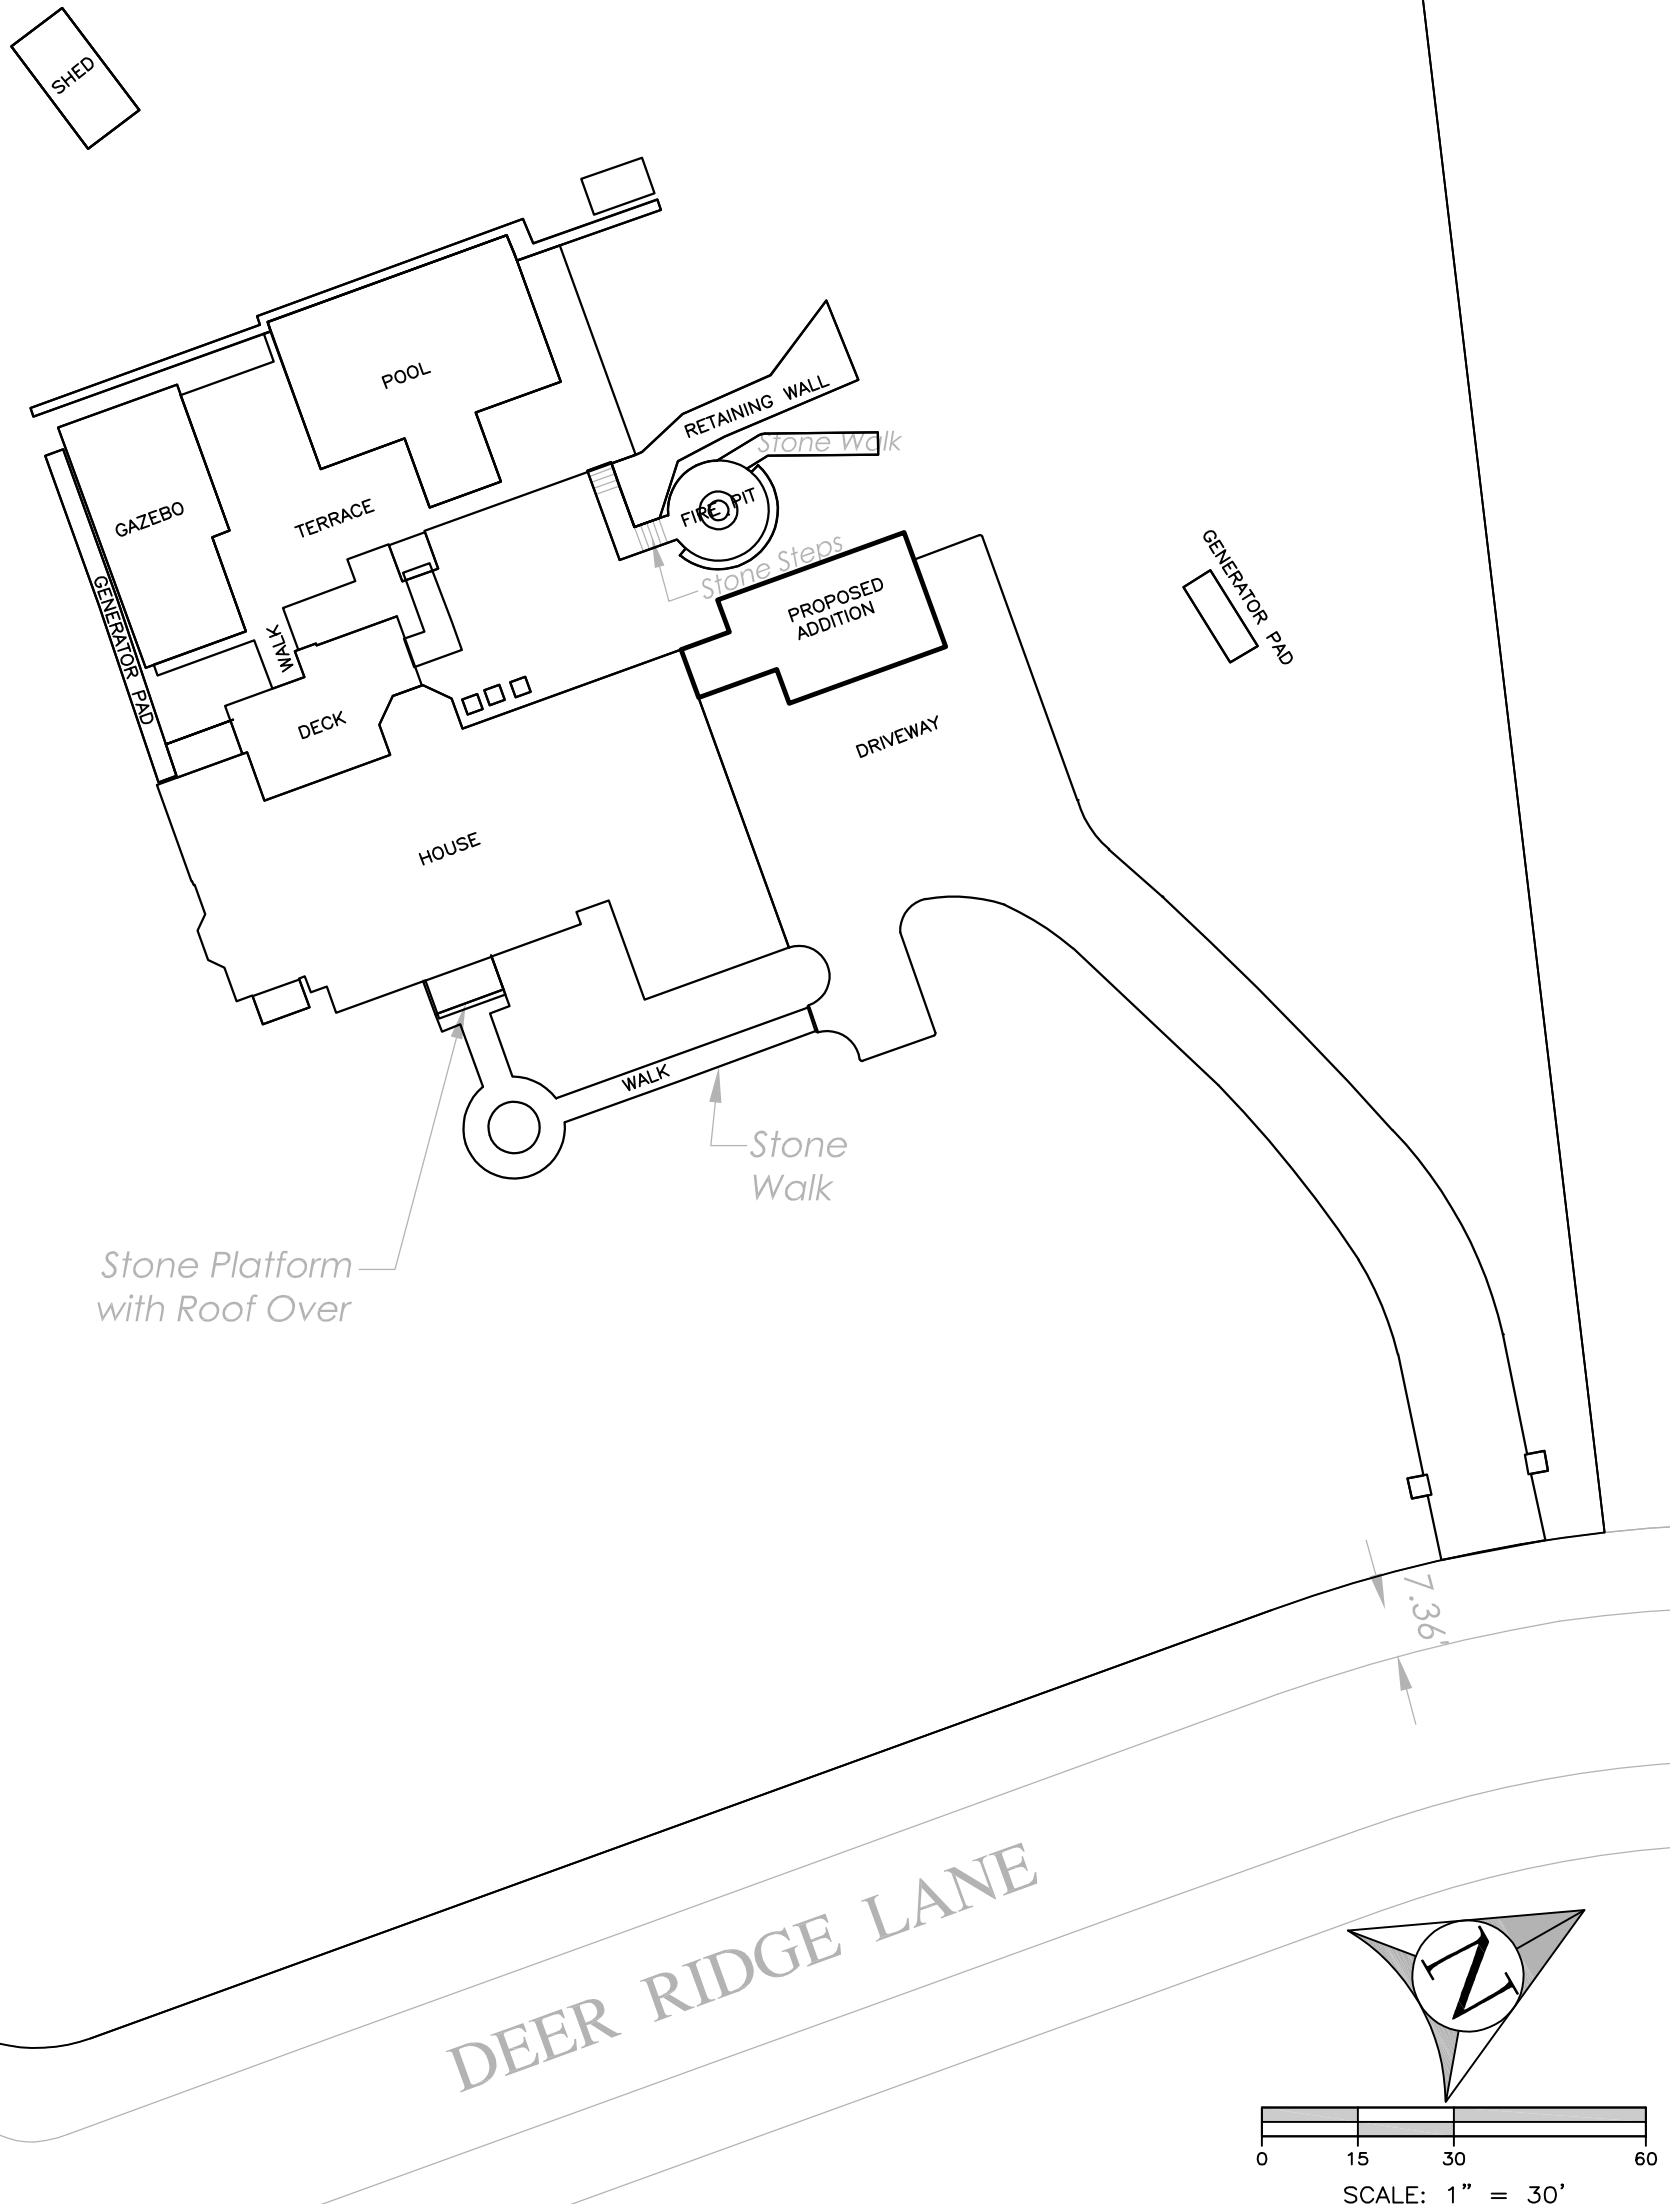 SHED
POOL
RETAINING WALL
Stone Walk
GAZEBO
TERRACE
FIRE PIT
Stone Steps
GENERATOR PAD
PROPOSED
ADDITION
GENERATOR PAD
WALK
DECK
DRIVEWAY
HOUSE
WALK
Stone
Walk
Stone Platform
with Roof Over
7.36'
DEER RIDGE LANE
N
0 15 30 60
SCALE: 1" = 30'